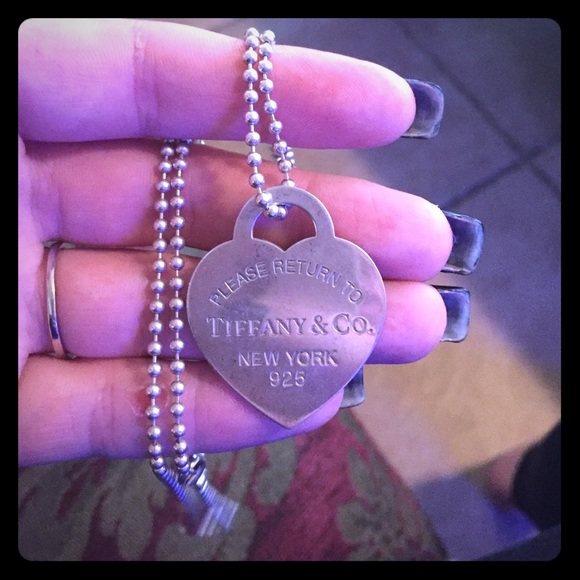 PLEASE RETURN TO
TIFFANY & CO.
NEW YORK
925